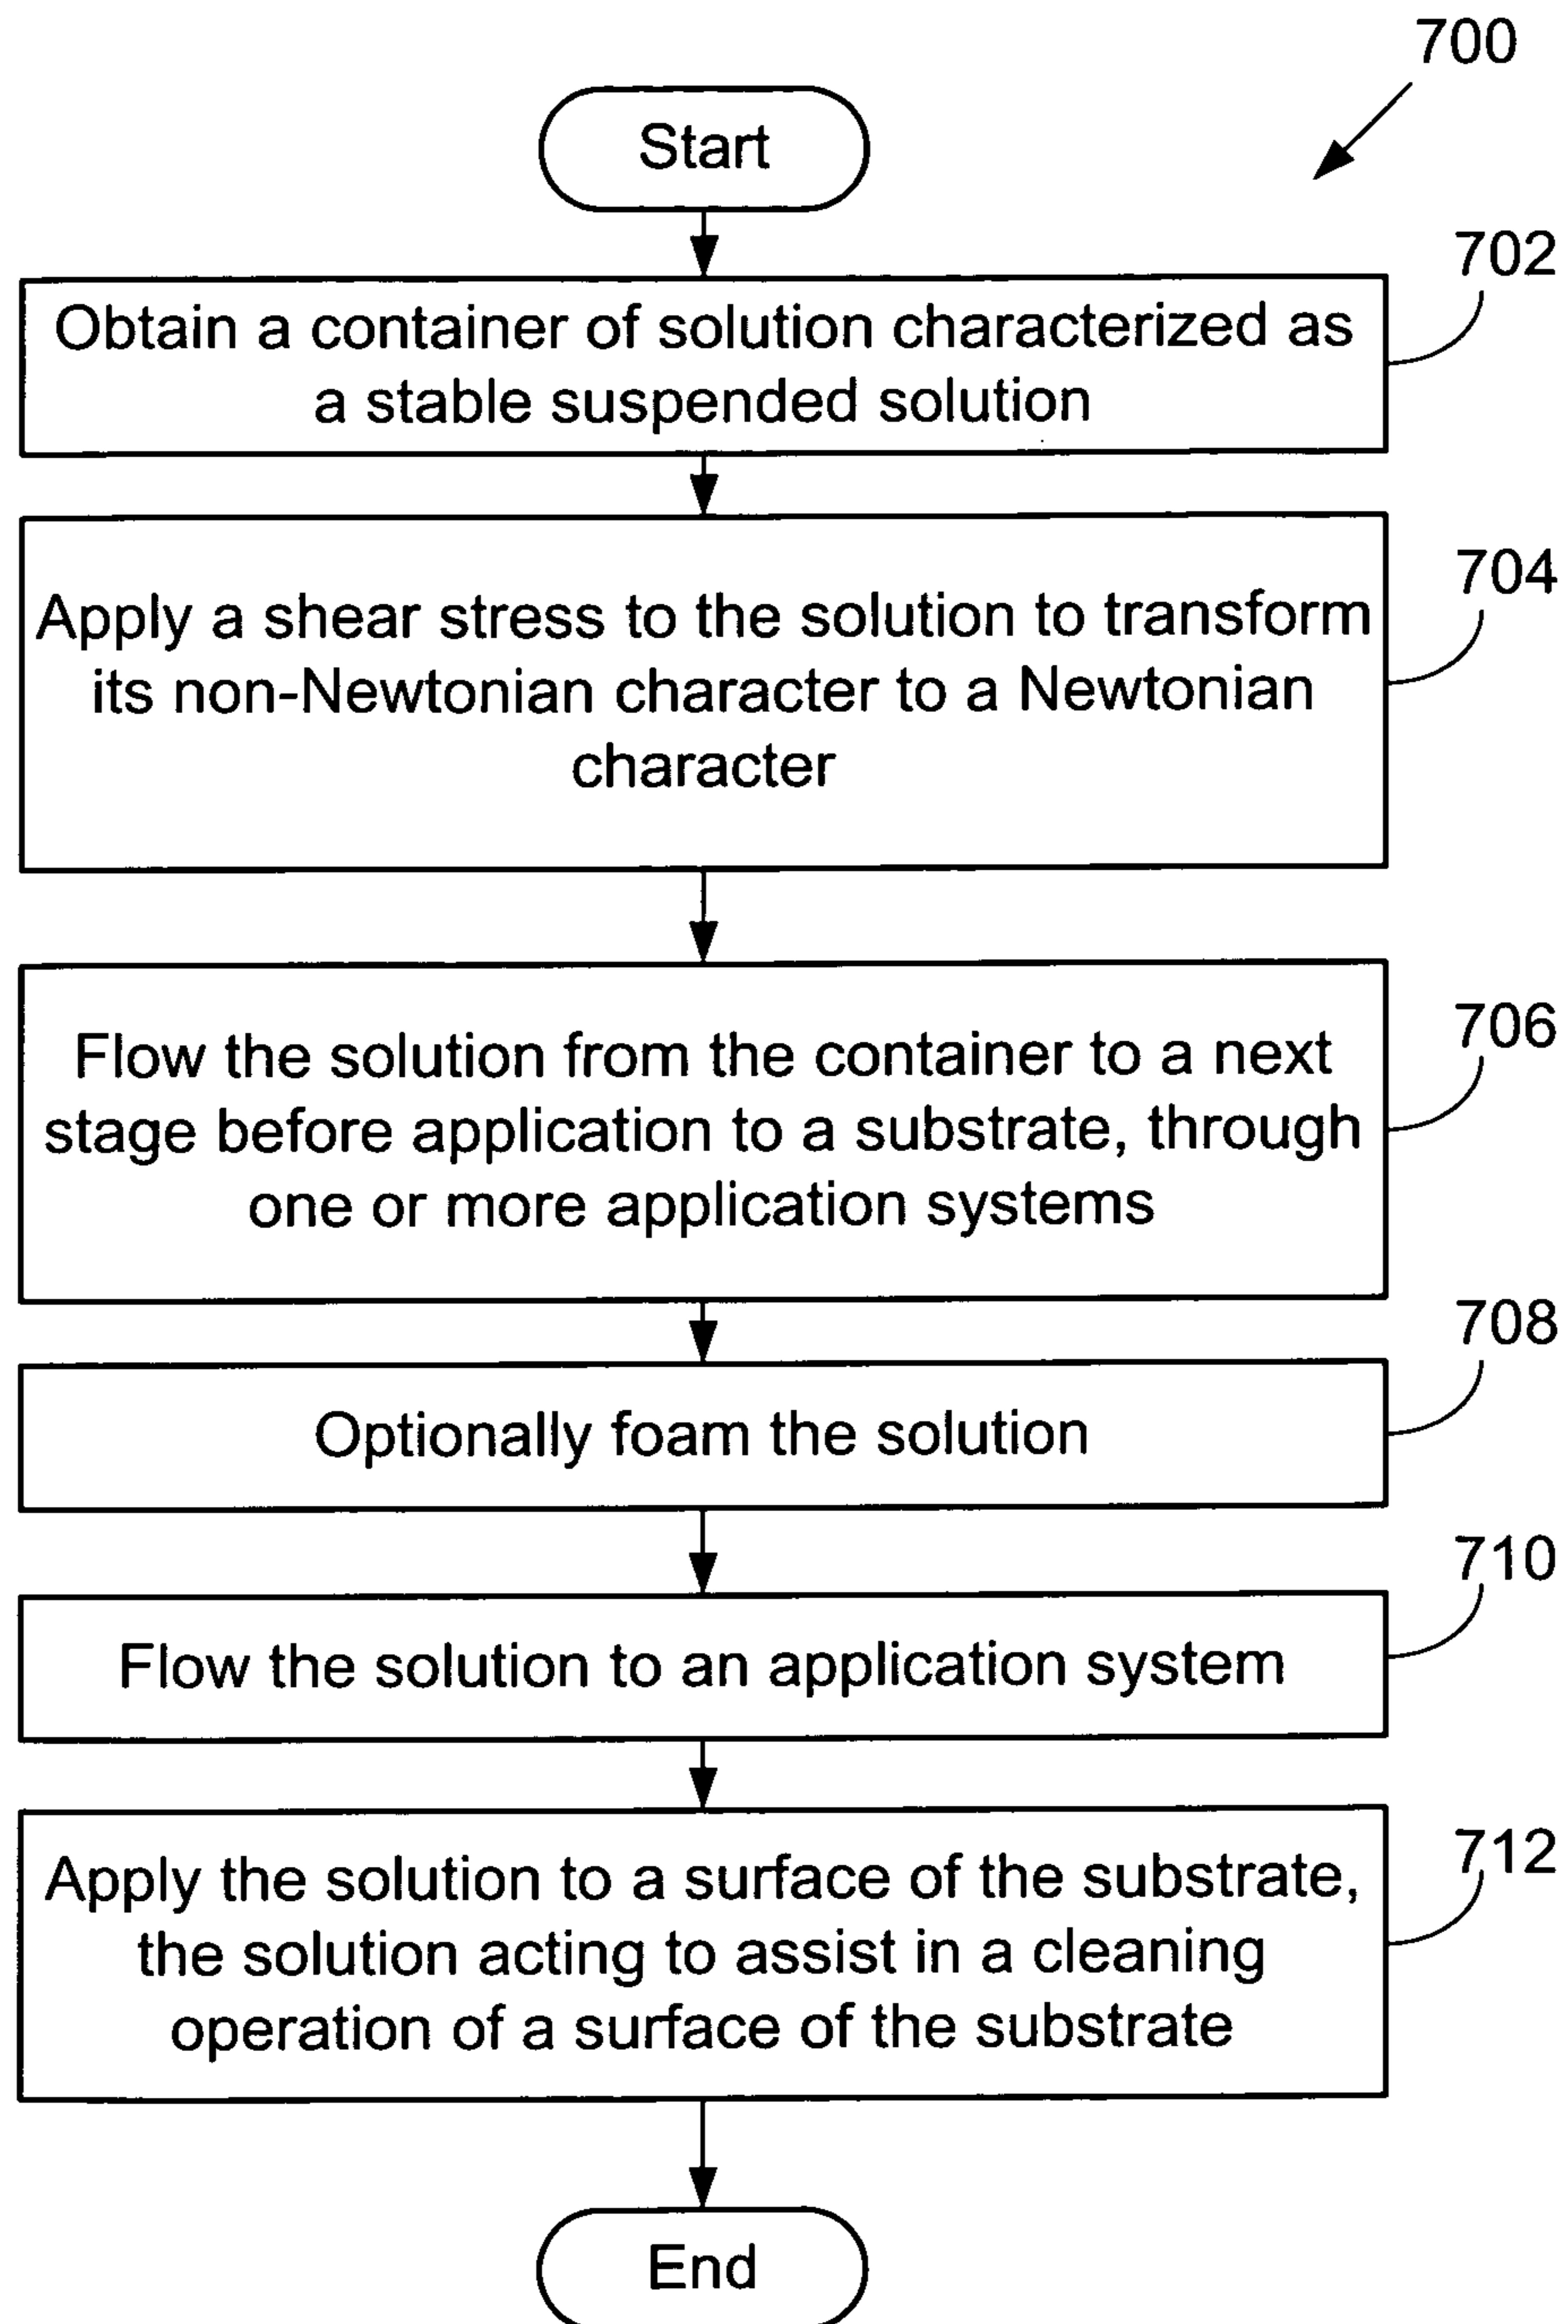 700
Start
702
Obtain a container of solution characterized as
a stable suspended solution
704
Apply a shear stress to the solution to transform
its non-Newtonian character to a Newtonian
character
706
Flow the solution from the container to a next
stage before application to a substrate, through
one or more application systems
708
Optionally foam the solution
710
Flow the solution to an application system
712
Apply the solution to a surface of the substrate,
the solution acting to assist in a cleaning
operation of a surface of the substrate
End